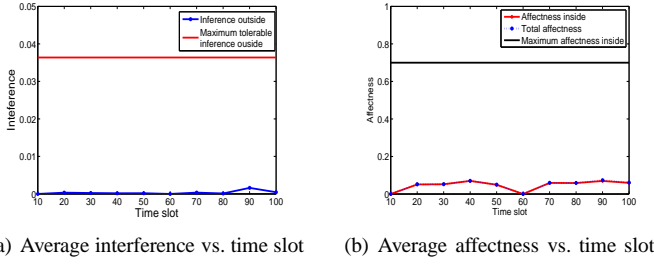 0.05
0.04
0.03
0.02
0.01
0
10 20 30 40 50 60 70 80 90 100
Time slot
Inteference
Inference outside
Maximum tolerable
inference ouside
1
0.8
0.6
0.4
0.2
0
10 20 30 40 50 60 70 80 90 100
Time slot
Affectness
Affectness inside
Total affectness
Maximum affectness inside
a) Average interference vs. time slot
(b) Average affectness vs. time slot